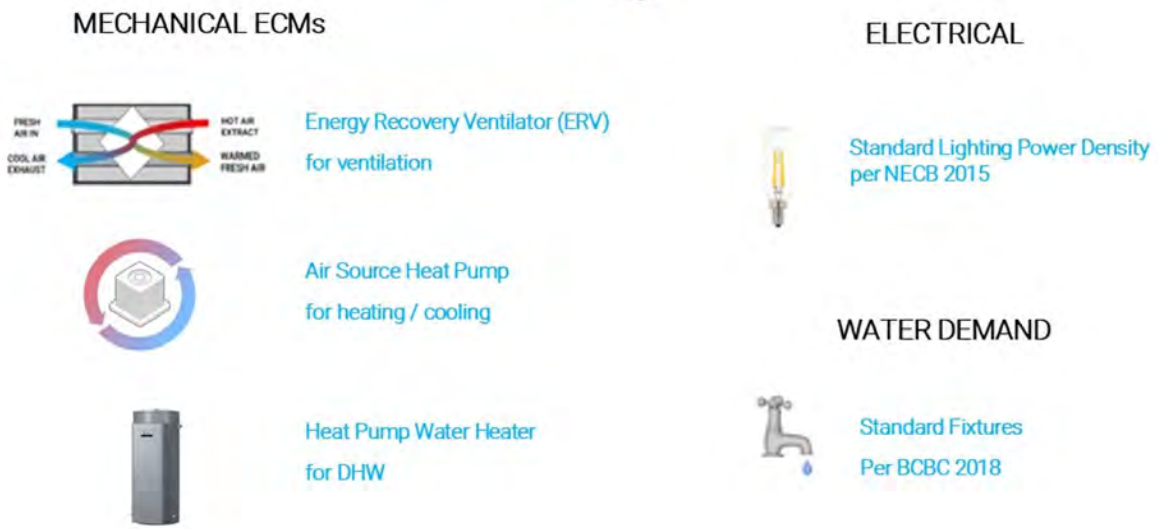 MECHANICAL ECMs
FRESH
AIR IN
HOT AIR
EXTRACT
COOL AIR
EXHAUST
WARMED
FRESH AIR
Energy Recovery Ventilator (ERV)
for ventilation
Air Source Heat Pump
for heating / cooling
Heat Pump Water Heater
for DHW
ELECTRICAL
Standard Lighting Power Density
per NECB 2015
WATER DEMAND
Standard Fixtures
Per BCBC 2018